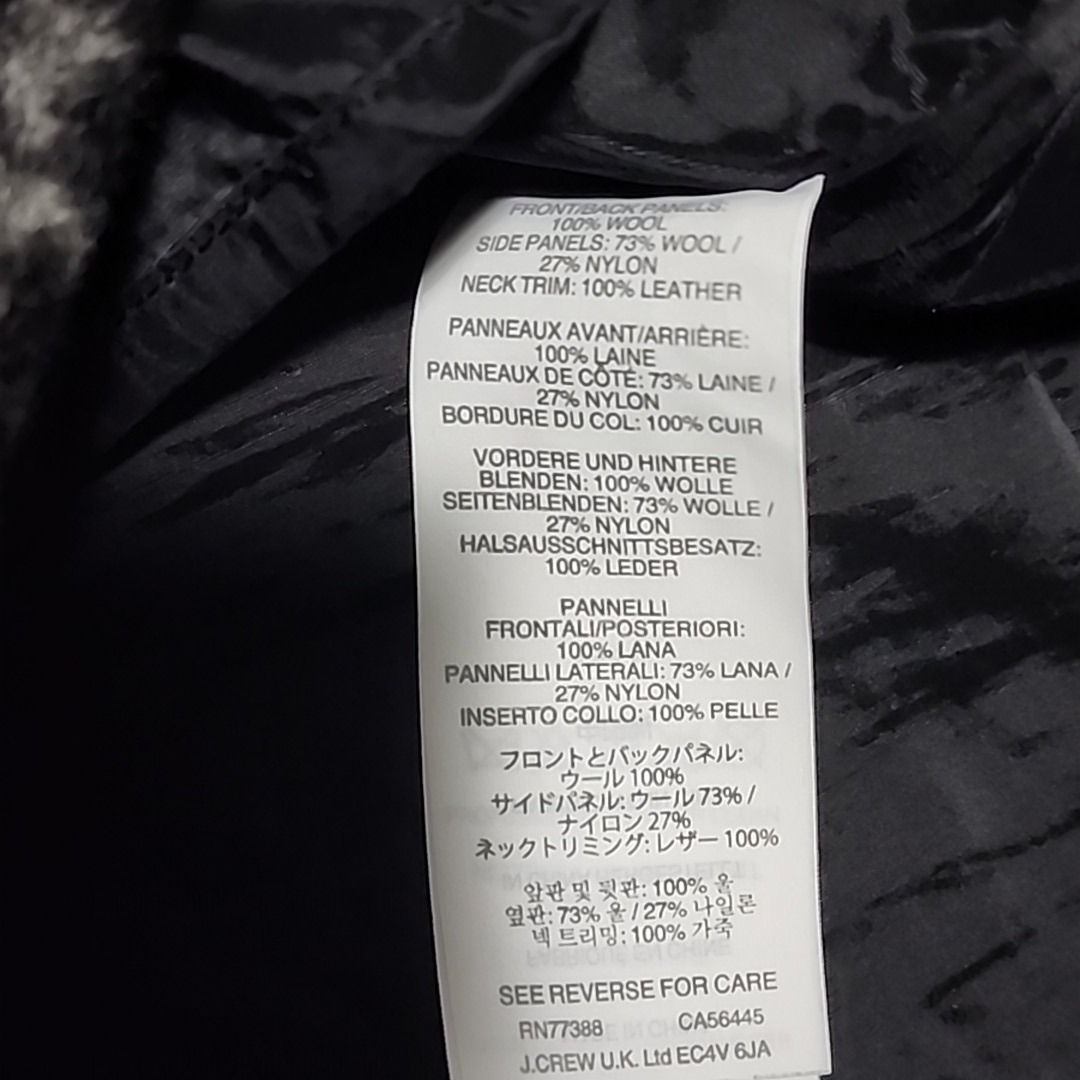 FRONT/BACK PANELS:
100% WOOL
SIDE PANELS: 73% WOOL /
27% NYLON
NECK TRIM: 100% LEATHER
PANNEAUX AVANT/ARRIÈRE:
100% LAINE
PANNEAUX DE CÔTÉ: 73% LAINE /
27% NYLON
BORDURE DU COL: 100% CUIR
VORDERE UND HINTERE
BLENDEN: 100% WOLLE
SEITENBLENDEN: 73% WOLLE /
27% NYLON
HALSAUSSCHNITTSBESATZ:
100% LEDER
PANNELLI
FRONTALI/POSTERIORI:
100% LANA
PANNELLI LATERALI: 73% LANA /
27% NYLON
INSERTO COLLO: 100% PELLE
フロントとバックパネル:
ウール 100%
サイドパネル: ウール 73% /
ナイロン 27%
ネックトリミング: レザー 100%
앞판 및 뒷판: 100% 울
옆판: 73% 울 / 27% 나일론
넥 트리밍: 100% 가죽
SEE REVERSE FOR CARE
RN77388 CA56445
J.CREW U.K. Ltd EC4V 6JA